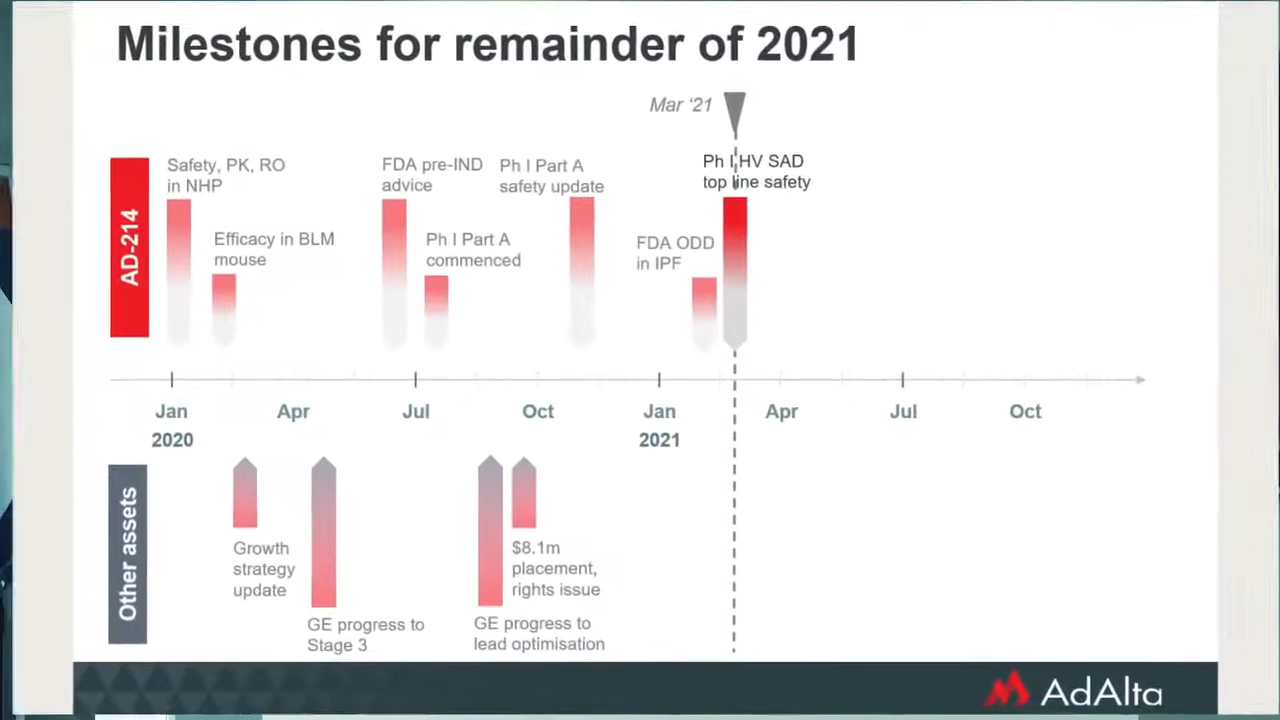 Milestones for remainder of 2021
Mar ‘21
AD-214
Safety, PK, RO
in NHP
Efficacy in BLM
mouse
FDA pre-IND
advice
Ph I Part A
commenced
Ph I Part A
safety update
FDA ODD
in IPF
Ph I HV SAD
top line safety
Jan
2020
Apr
Jul
Oct
Jan
2021
Apr
Jul
Oct
Other assets
Growth
strategy
update
GE progress to
Stage 3
GE progress to
lead optimisation
$8.1m
placement,
rights issue
AdAlta